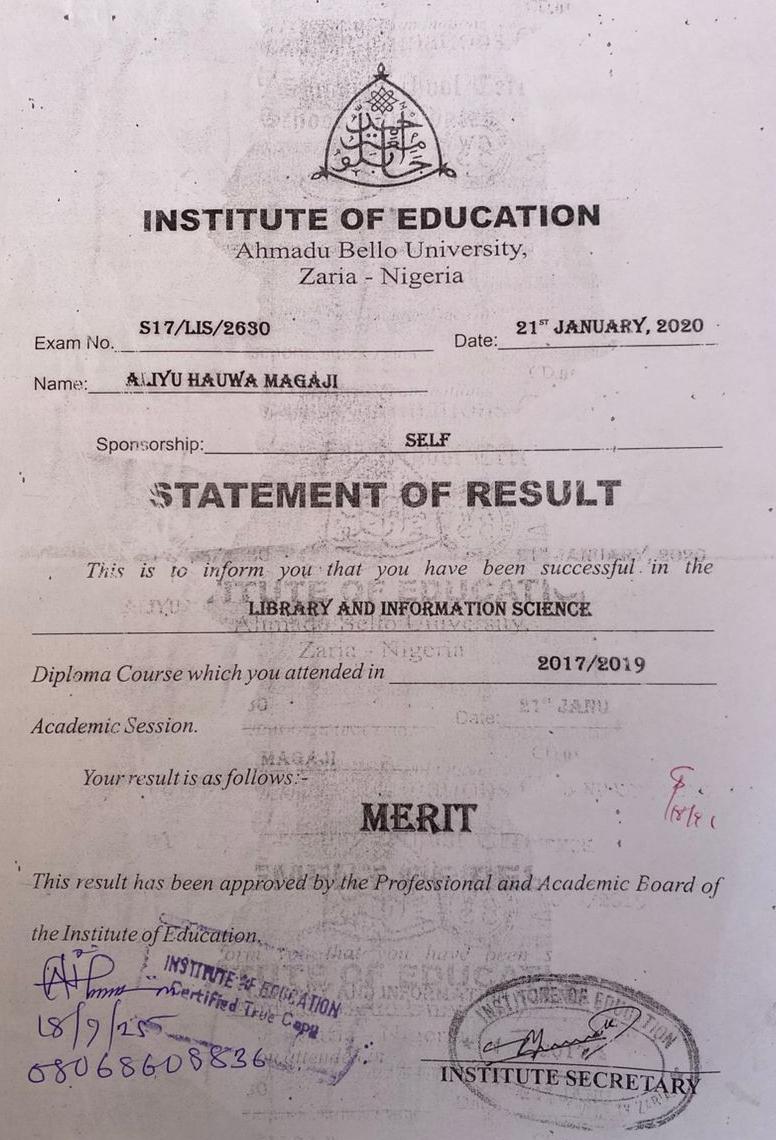 INSTITUTE OF EDUCATION
Ahmadu Bello University,
Zaria - Nigeria
Exam No. S17/LIS/2630 Date: 21ST JANUARY, 2020
Name: ALIYU HAUWA MAGAJI
Sponsorship: SELF
STATEMENT OF RESULT
This is to inform you that you have been successful in the
LIBRARY AND INFORMATION SCIENCE
Diploma Course which you attended in 2017/2019
Academic Session.
Your result is as follows:-
MERIT
This result has been approved by the Professional and Academic Board of
the Institute of Education.
INSTITUTE OF EDUCATION
Certified True Copy
18/9/25
08068608836
INSTITUTE OF EDUCATION
INSTITUTE SECRETARY